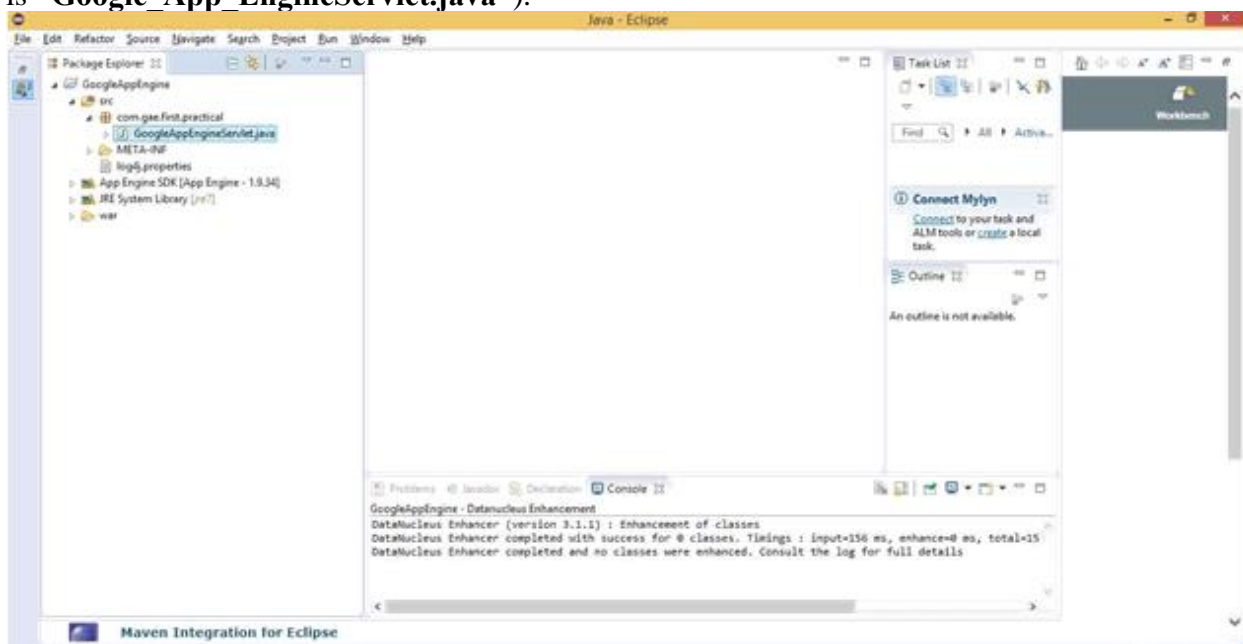 is "Google_App_EngineServlet.java").
Java - Eclipse
File Edit Refactor Source Navigate Search Project Run Window Help
Package Explorer
GoogleAppEngine
src
com.gae.first.practical
GoogleAppEngineServlet.java
META-INF
log4j.properties
App Engine SDK [App Engine - 1.9.34]
JRE System Library [jre7]
war
Task List
Find All Activa...
Connect Mylyn
Connect to your task and
ALM tools or create a local
task.
Outline
An outline is not available.
Workbench
Problems Javadoc Declaration Console
GoogleAppEngine - Datanucleus Enhancement
DataNucleus Enhancer (version 3.1.1) : Enhancement of classes
DataNucleus Enhancer completed with success for 0 classes. Timings : input=156 ms, enhance=0 ms, total=15
DataNucleus Enhancer completed and no classes were enhanced. Consult the log for full details
Maven Integration for Eclipse